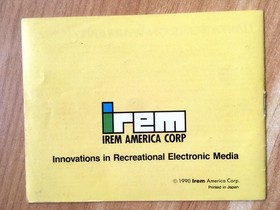 irem
IREM AMERICA CORP
Innovations in Recreational Electronic Media
© 1990 Irem America Corp.
Printed in Japan